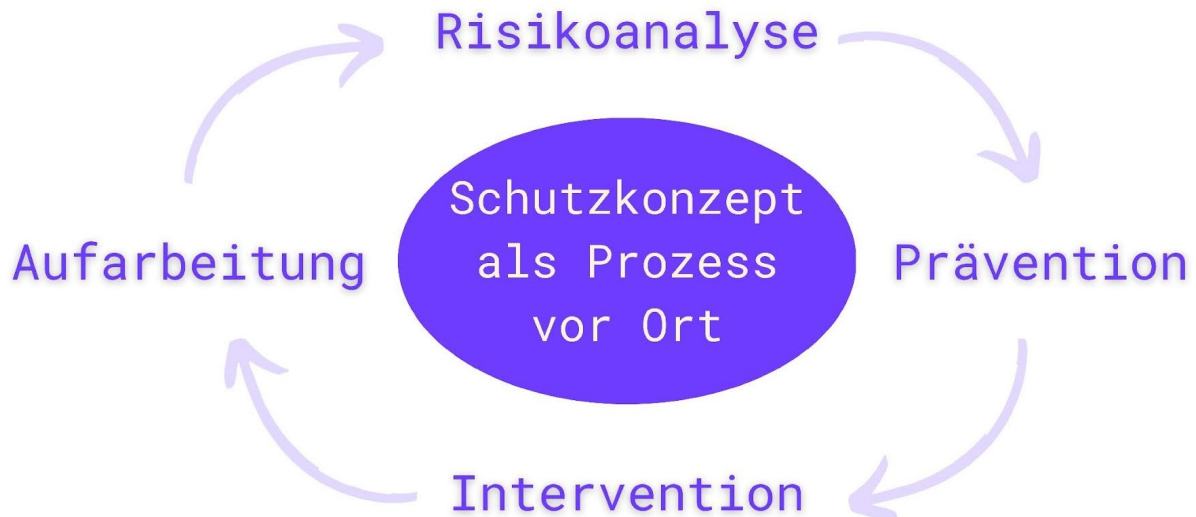 Risikoanalyse
Schutzkonzept
als Prozess
vor Ort
Aufarbeitung
Prävention
Intervention